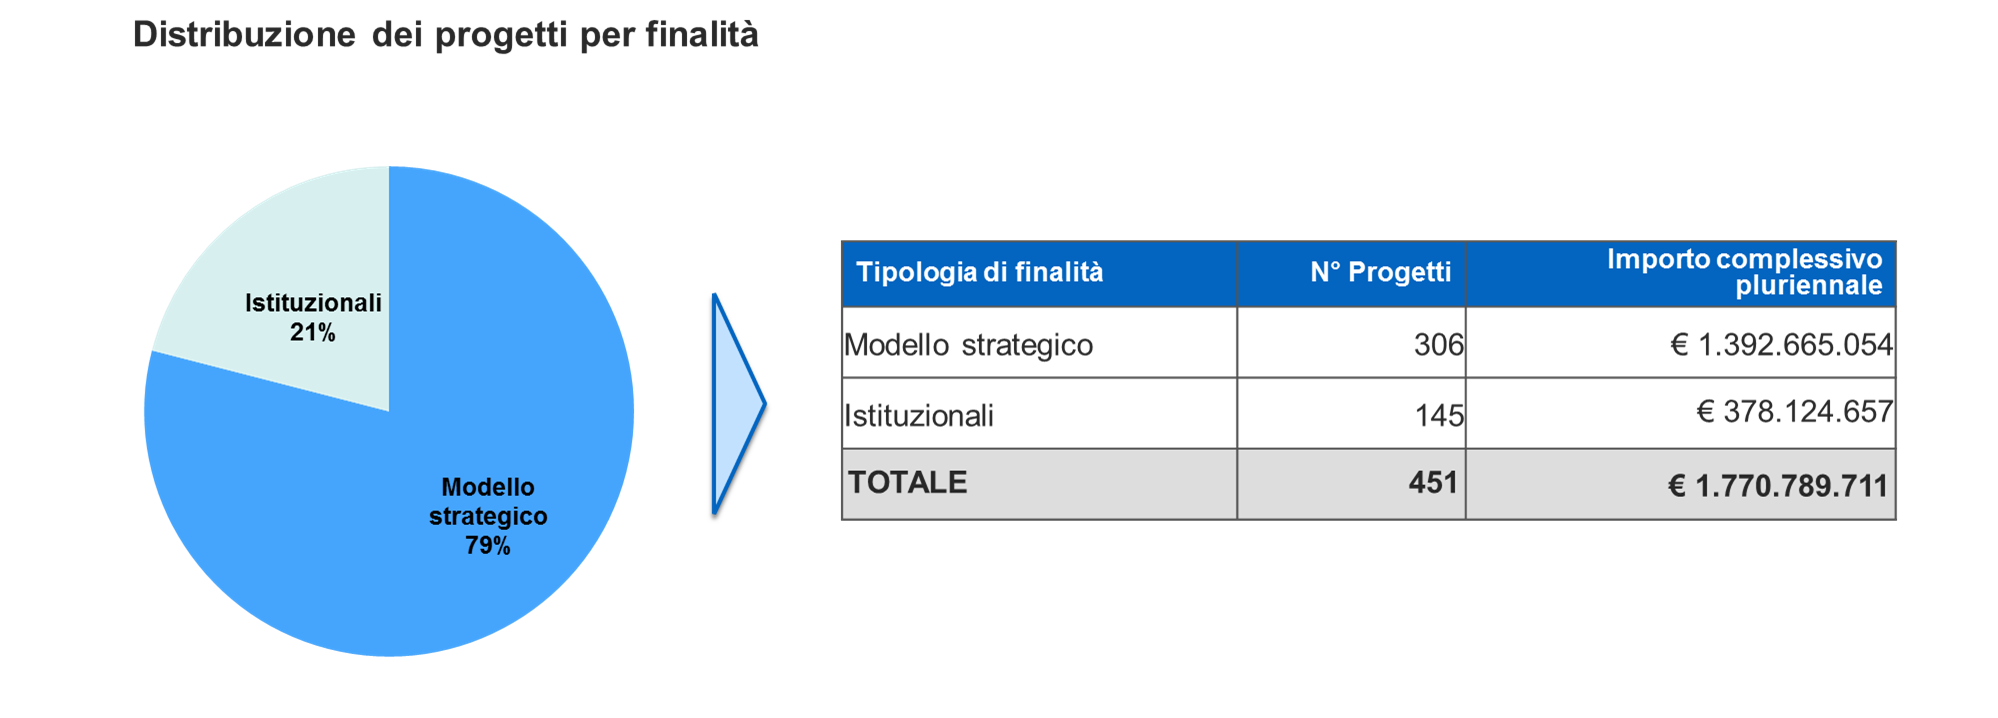 Distribuzione dei progetti per finalità
Istituzionali
21%
Modello
strategico
79%
Tipologia di finalità N° Progetti Importo complessivo
pluriennale
Modello strategico 306 € 1.392.665.054
Istituzionali 145 € 378.124.657
TOTALE 451 € 1.770.789.711